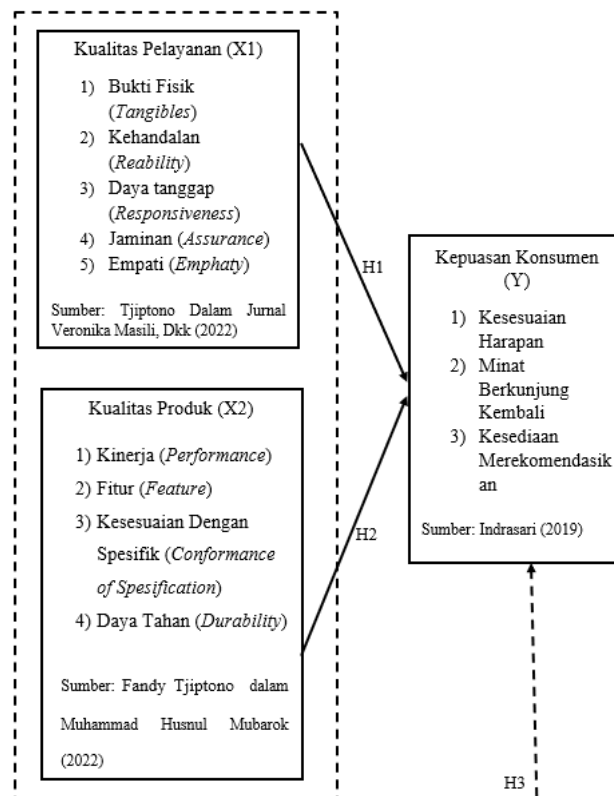 Kualitas Pelayanan (X1)
1) Bukti Fisik
(Tangibles)
2) Kehandalan
(Reability)
3) Daya tanggap
(Responsiveness)
4) Jaminan (Assurance)
5) Empati (Emphaty)
Sumber: Tjiptono Dalam Jurnal
Veronika Masili, Dkk (2022)
Kualitas Produk (X2)
1) Kinerja (Performance)
2) Fitur (Feature)
3) Kesesuaian Dengan
Spesifik (Conformance
of Spesification)
4) Daya Tahan (Durability)
Sumber: Fandy Tjiptono dalam
Muhammad Husnul Mubarok
(2022)
H1
H2
Kepuasan Konsumen
(Y)
1) Kesesuaian
Harapan
2) Minat
Berkunjung
Kembali
3) Kesediaan
Merekomendasik
an
Sumber: Indrasari (2019)
H3